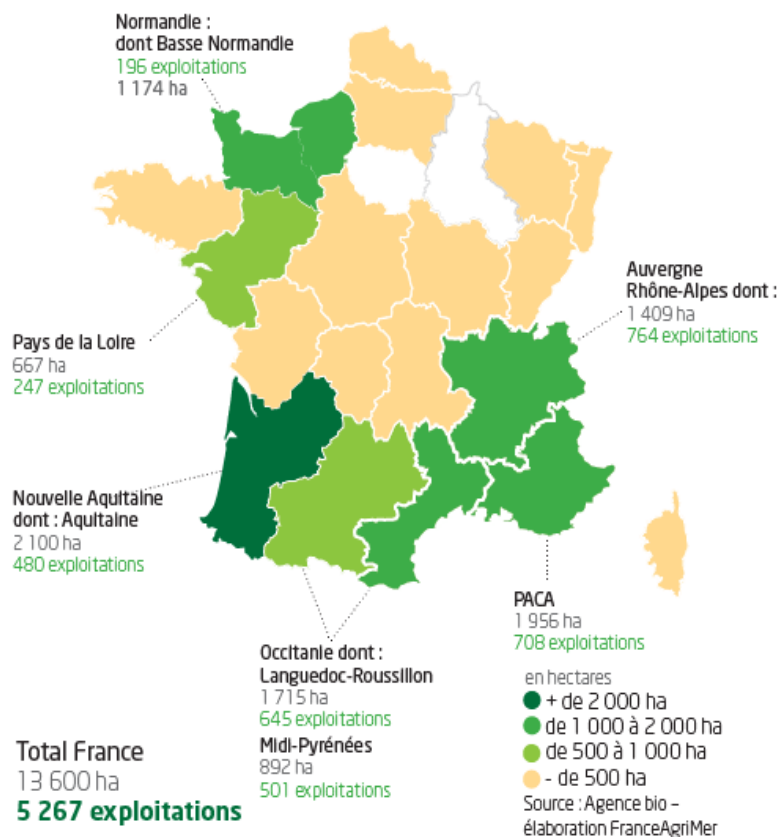 Normandie :
dont Basse Normandie
196 exploitations
1 174 ha
Auvergne
Rhône-Alpes dont :
1 409 ha
764 exploitations
Pays de la Loire
667 ha
247 exploitations
Nouvelle Aquitaine
dont : Aquitaine
2 100 ha
480 exploitations
PACA
1 956 ha
708 exploitations
Occitanie dont :
Languedoc-Roussillon
1 715 ha
645 exploitations
Midi-Pyrénées
892 ha
501 exploitations
en hectares
+ de 2 000 ha
de 1 000 à 2 000 ha
de 500 à 1 000 ha
- de 500 ha
Source : Agence bio –
élaboration FranceAgriMer
Total France
13 600 ha
5 267 exploitations